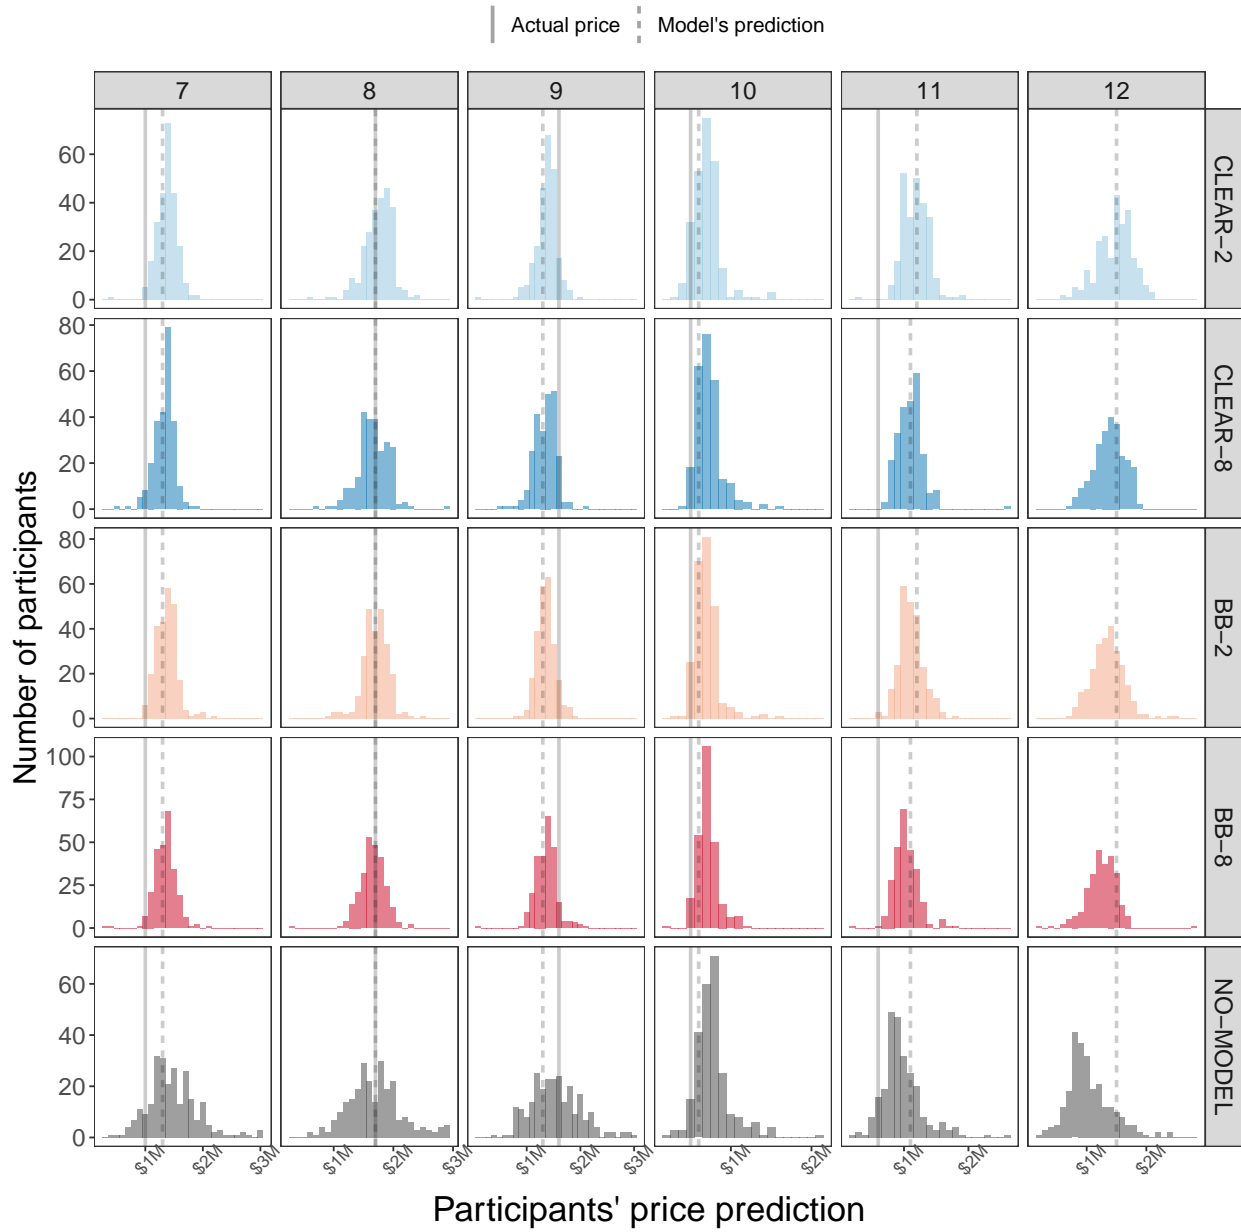 Actual price Model's prediction
7 8 9 10 11 12
CLEAR−2
60
40
20
0
CLEAR−8
80
60
40
20
0
BB−2
80
60
40
20
0
BB−8
100
75
50
25
0
NO−MODEL
60
40
20
0
Number of participants
$1M $2M $3M $1M $2M $3M $1M $2M $3M $1M $2M $1M $2M $1M $2M
Participants' price prediction